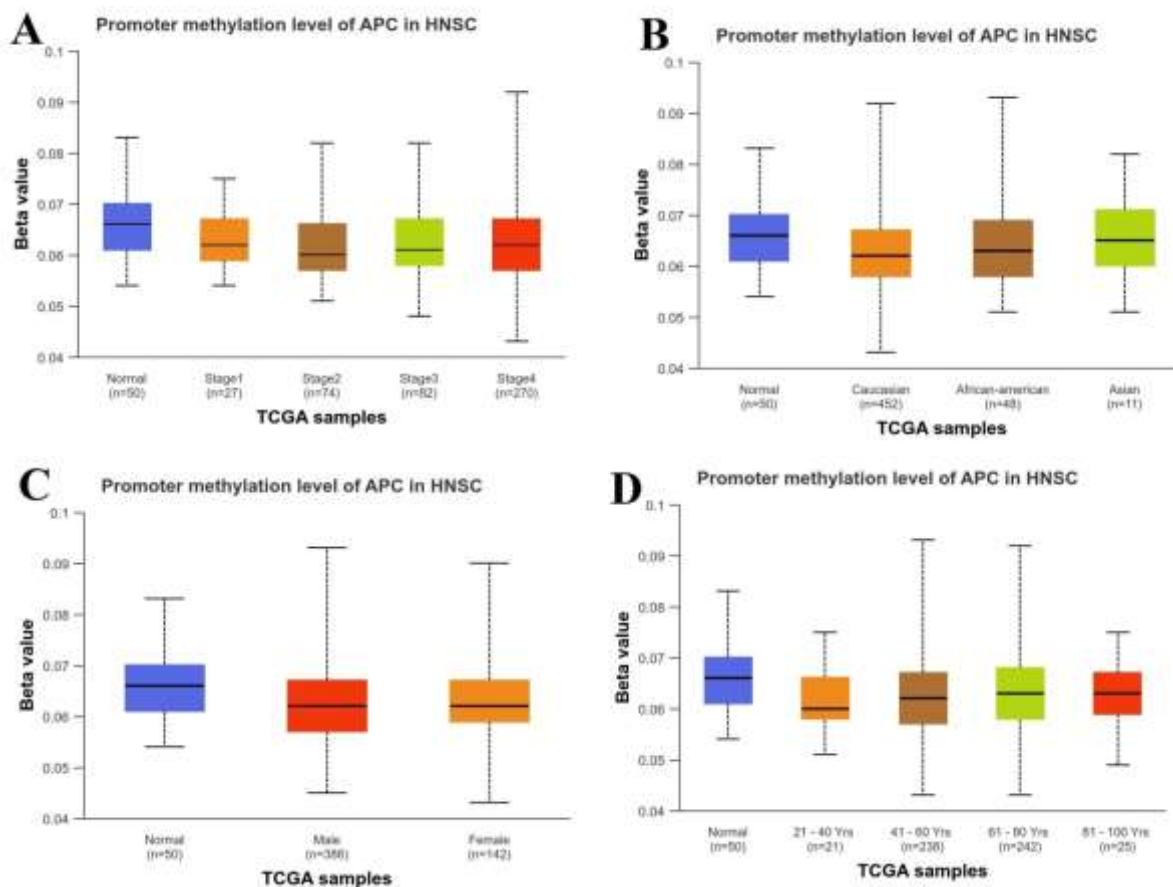 A
Promoter methylation level of APC in HNSC
0.1
0.09
0.08
0.07
0.06
0.05
0.04
Beta value
Normal Stage1 Stage2 Stage3 Stage4
(n=50) (n=27) (n=74) (n=82) (n=270)
TCGA samples
B
Promoter methylation level of APC in HNSC
0.1
0.09
0.08
0.07
0.06
0.05
0.04
Beta value
Normal Caucasian African-american Asian
(n=50) (n=452) (n=48) (n=11)
TCGA samples
C
Promoter methylation level of APC in HNSC
0.1
0.09
0.08
0.07
0.06
0.05
0.04
Beta value
Normal Male Female
(n=50) (n=386) (n=142)
TCGA samples
D
Promoter methylation level of APC in HNSC
0.1
0.09
0.08
0.07
0.06
0.05
0.04
Beta value
Normal 21 - 40 Yrs 41 - 60 Yrs 61 - 80 Yrs 81 - 100 Yrs
(n=50) (n=21) (n=238) (n=242) (n=25)
TCGA samples